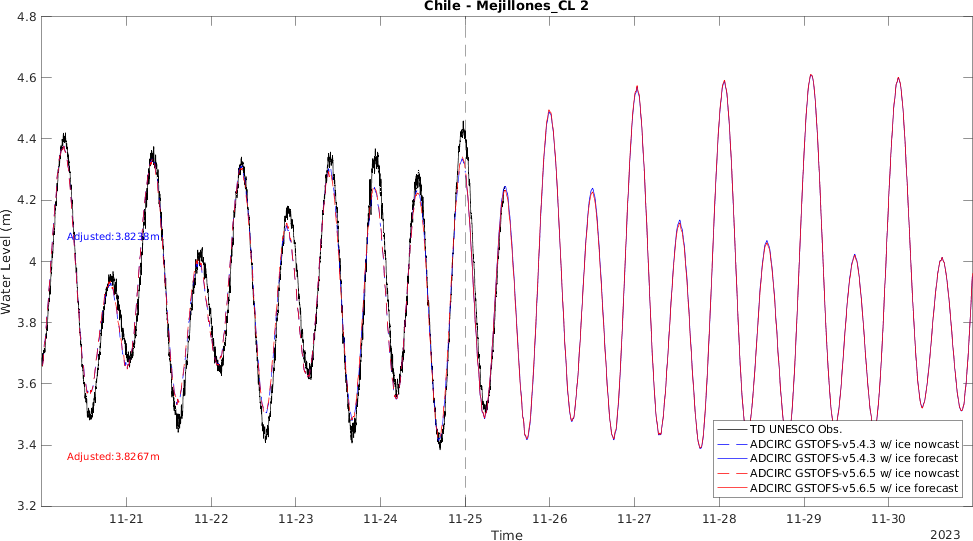 Chile - Mejillones_CL 2
4.8
4.6
4.4
4.2
4
3.8
3.6
3.4
3.2
Water Level (m)
Adjusted:3.8238m
Adjusted:3.8267m
TD UNESCO Obs.
ADCIRC GSTOFS-v5.4.3 w/ ice nowcast
ADCIRC GSTOFS-v5.4.3 w/ ice forecast
ADCIRC GSTOFS-v5.6.5 w/ ice nowcast
ADCIRC GSTOFS-v5.6.5 w/ ice forecast
11-21 11-22 11-23 11-24 11-25 11-26 11-27 11-28 11-29 11-30
Time
2023